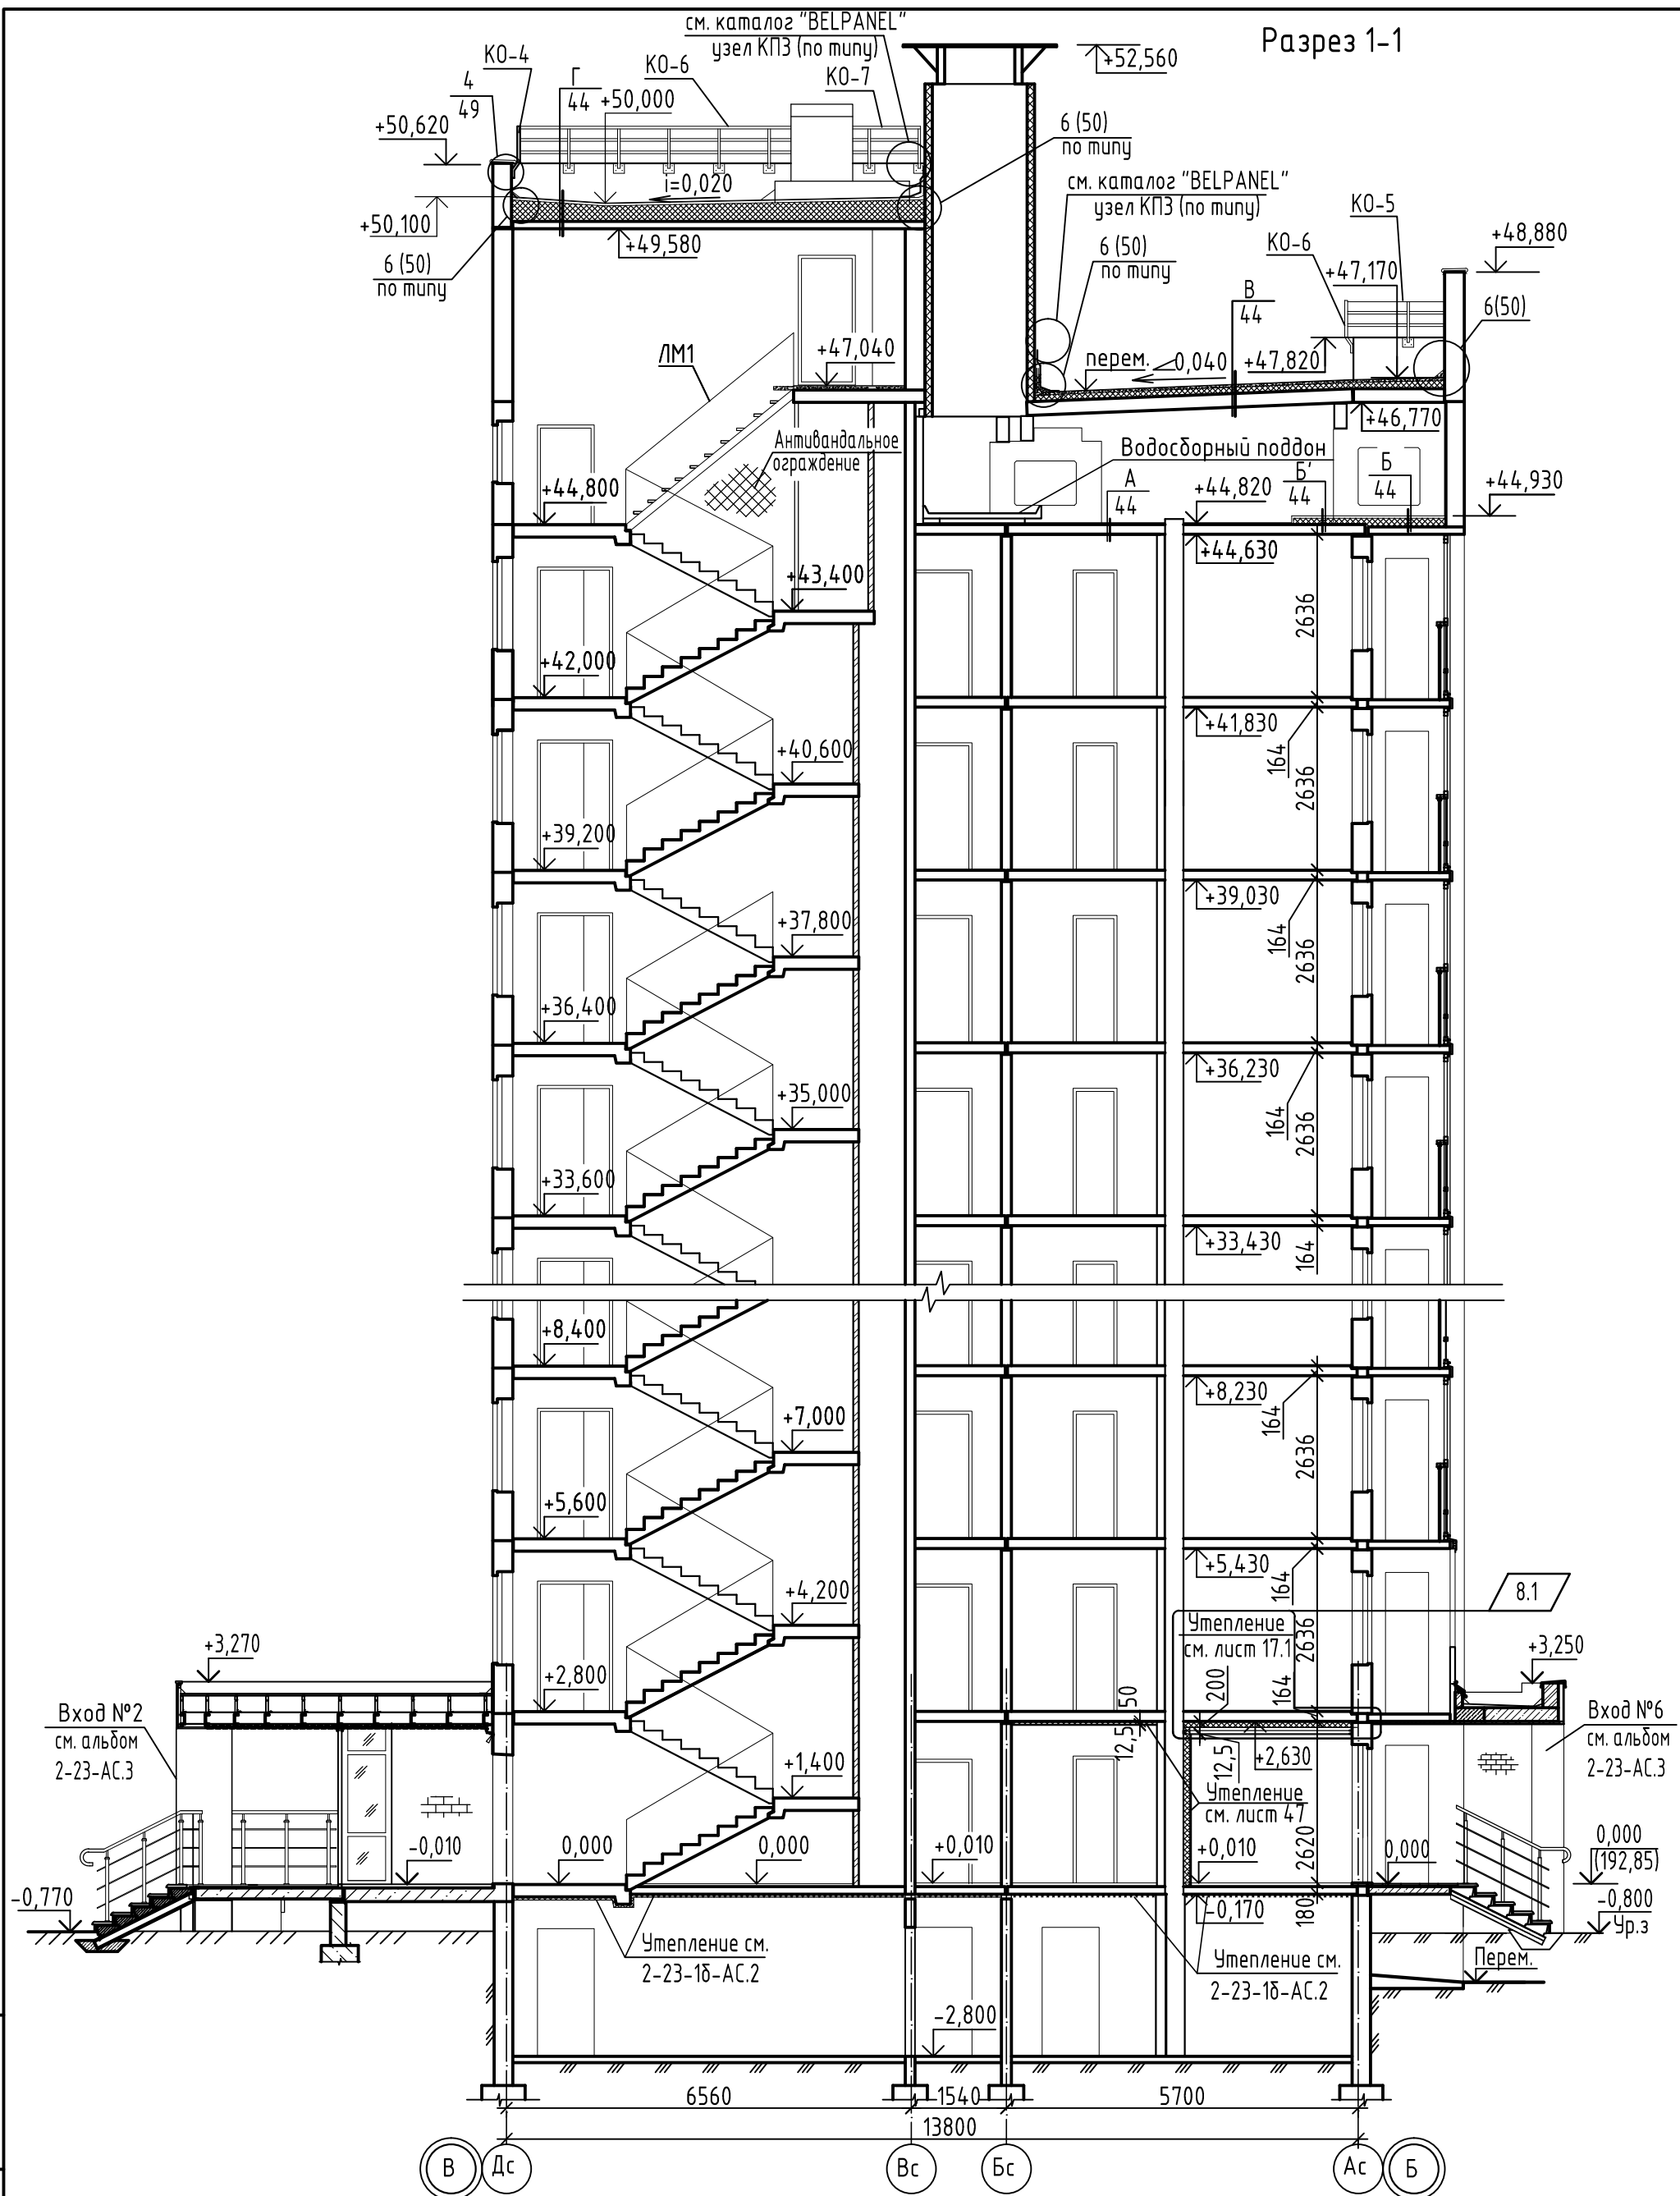 Разрез 1-1
см. каталог "BELPANEL"
узел КП3 (по типу)
КО-4
КО-6
КО-7
4
49
Г
44
+50,000
+52,560
+50,620
6 (50)
по типу
i=0,020
см. каталог "BELPANEL"
узел КП3 (по типу)
КО-5
+50,100
+49,580
6 (50)
по типу
6 (50)
по типу
КО-6
+48,880
+47,170
В
44
6(50)
ЛМ1
+47,040
перем.
0,040
+47,820
+46,770
Антивандальное
ограждение
Водосборный поддон
+44,800
А
44
+44,820
Б'
44
Б
44
+44,930
+44,630
+43,400
2636
+42,000
+41,830
164
+40,600
2636
+39,200
+39,030
164
+37,800
2636
+36,400
+36,230
164
+35,000
2636
+33,600
+33,430
164
+8,400
+8,230
164
+7,000
2636
+5,600
+5,430
164
8.1
+4,200
Утепление
см. лист 17.1
2636
+3,270
+3,250
+2,800
200
164
Вход №2
см. альбом
2-23-АС.3
50
12,5
12,5
+2,630
Вход №6
см. альбом
2-23-АС.3
+1,400
Утепление
см. лист 47
-0,010
0,000
0,000
+0,010
+0,010
2620
0,000
0,000
(192,85)
-0,770
-0,170
180
-0,800
Ур.з
Утепление см.
2-23-1б-АС.2
Утепление см.
2-23-1б-АС.2
Перем.
-2,800
6560
1540
5700
13800
В
Дс
Вс
Бс
Ас
Б